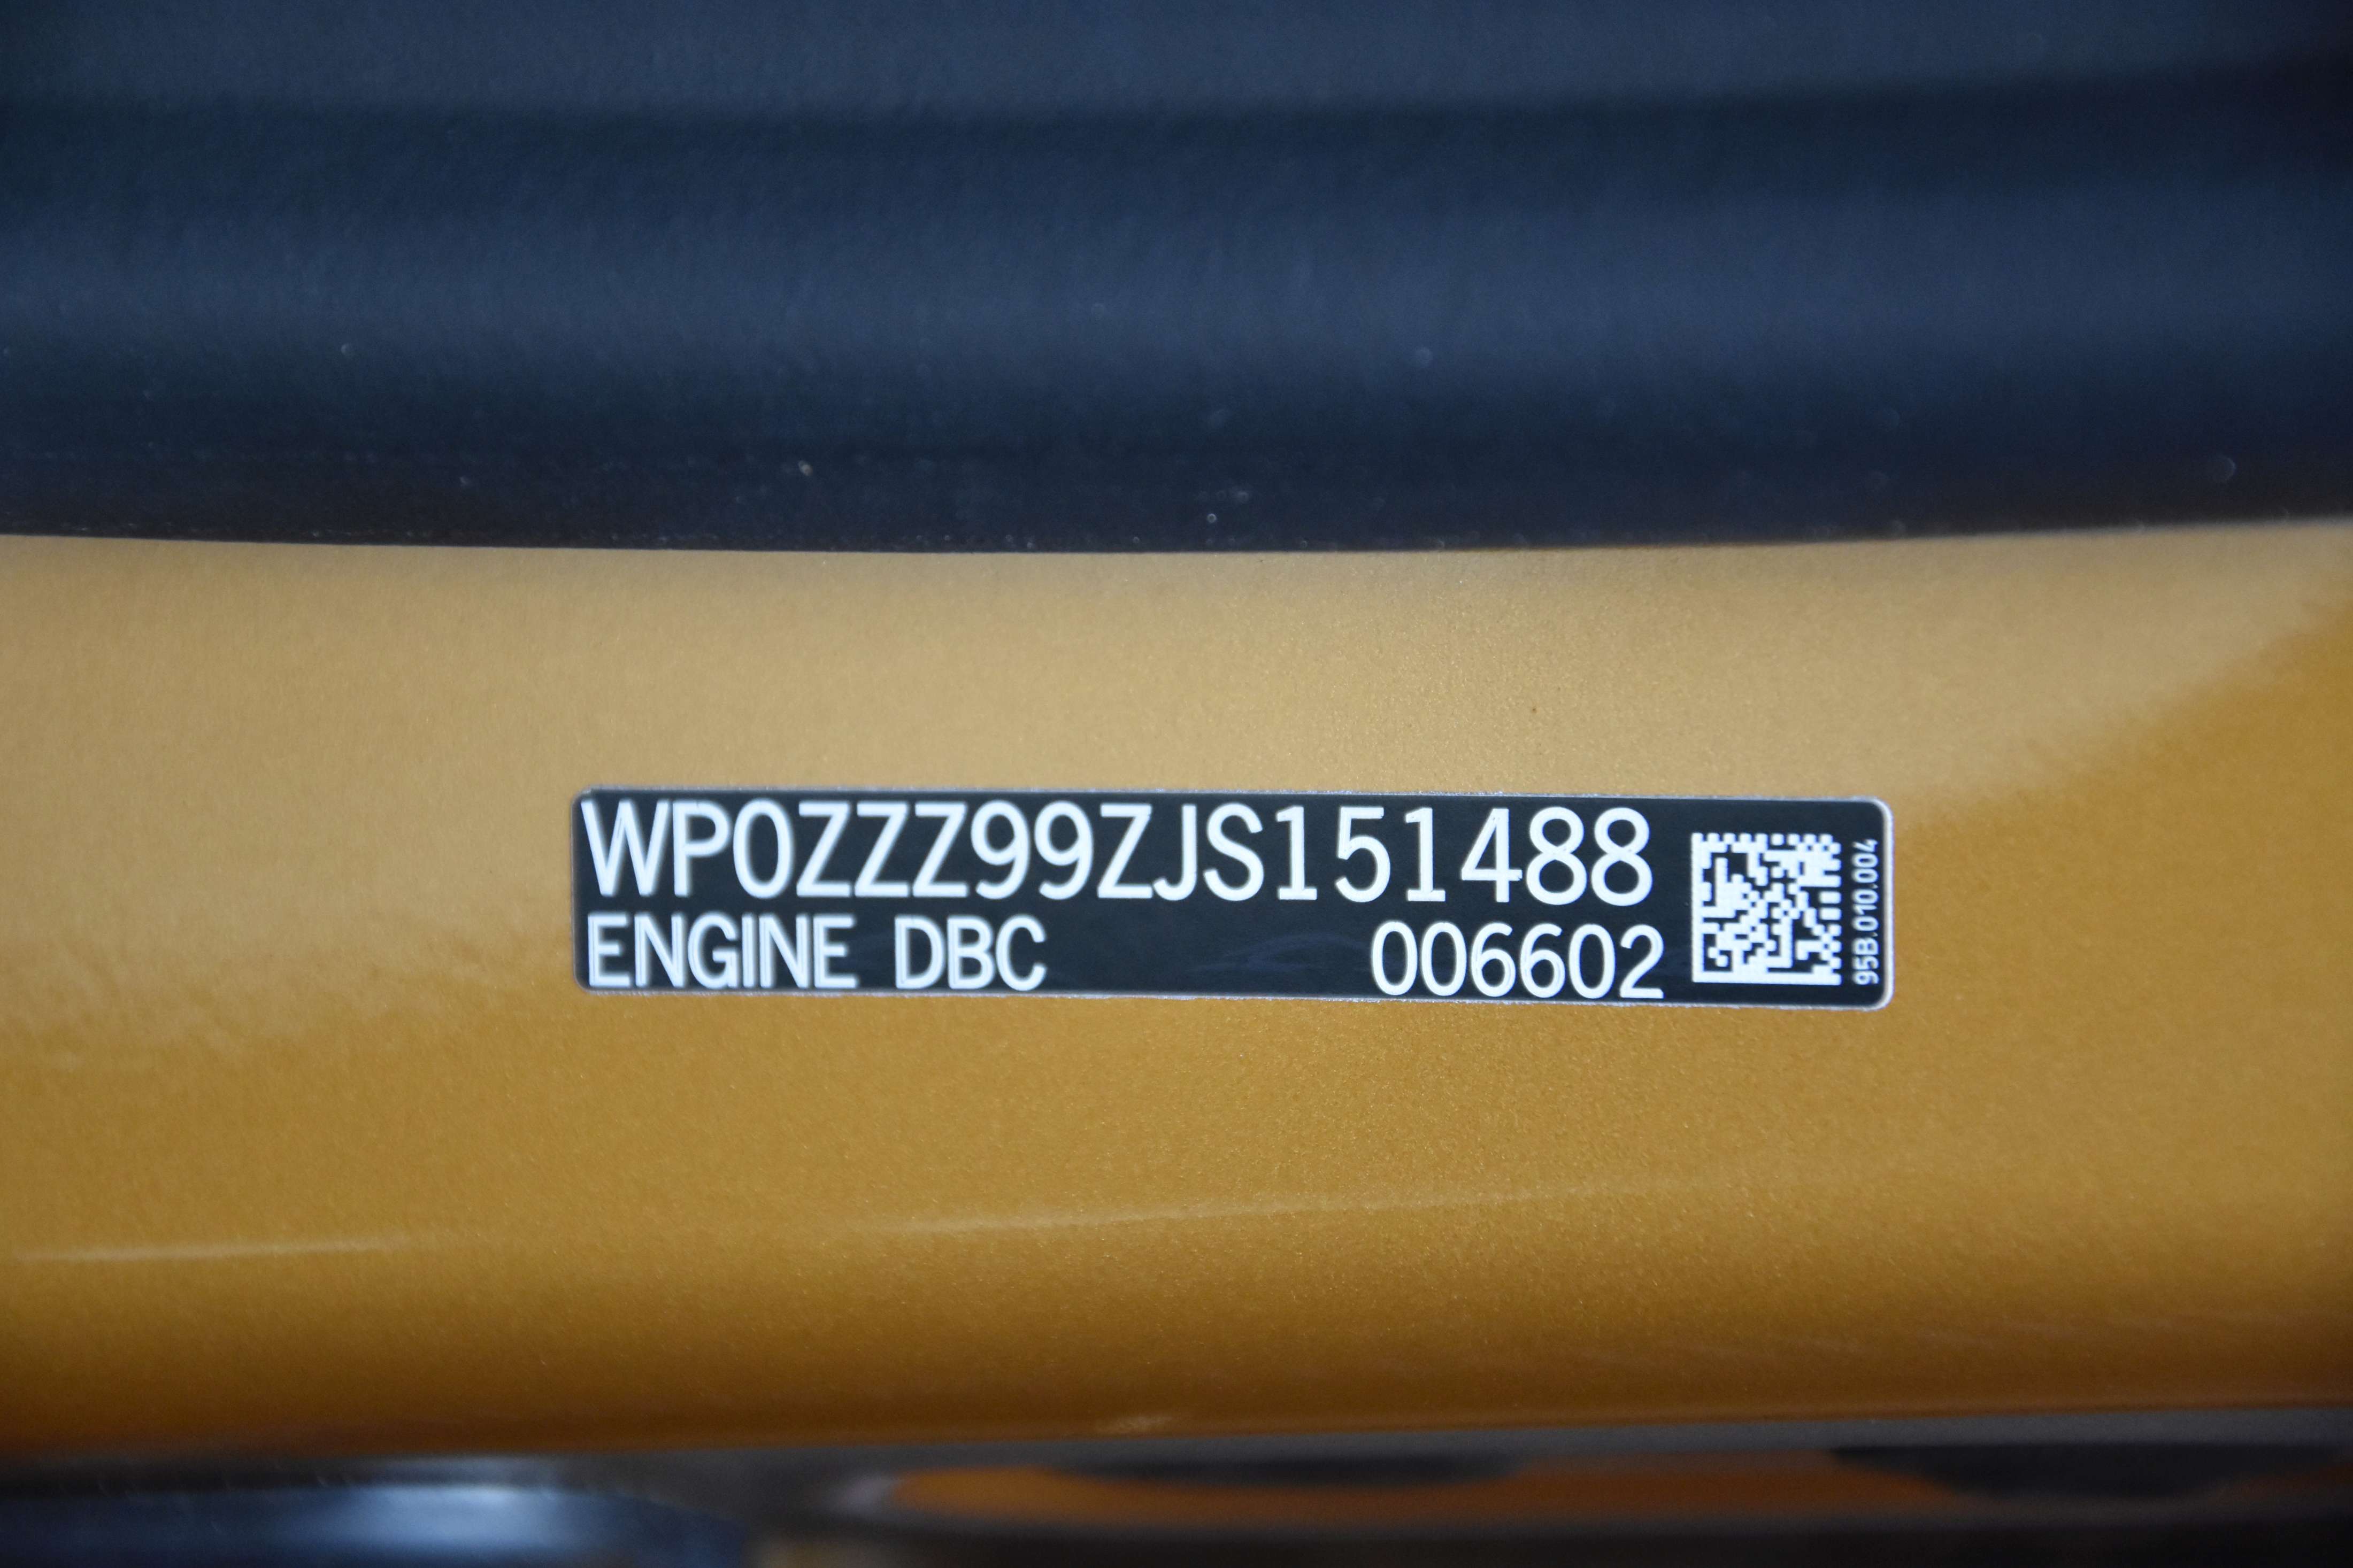 WP0ZZZ99ZJS151488
ENGINE DBC 006602
95B.010.004